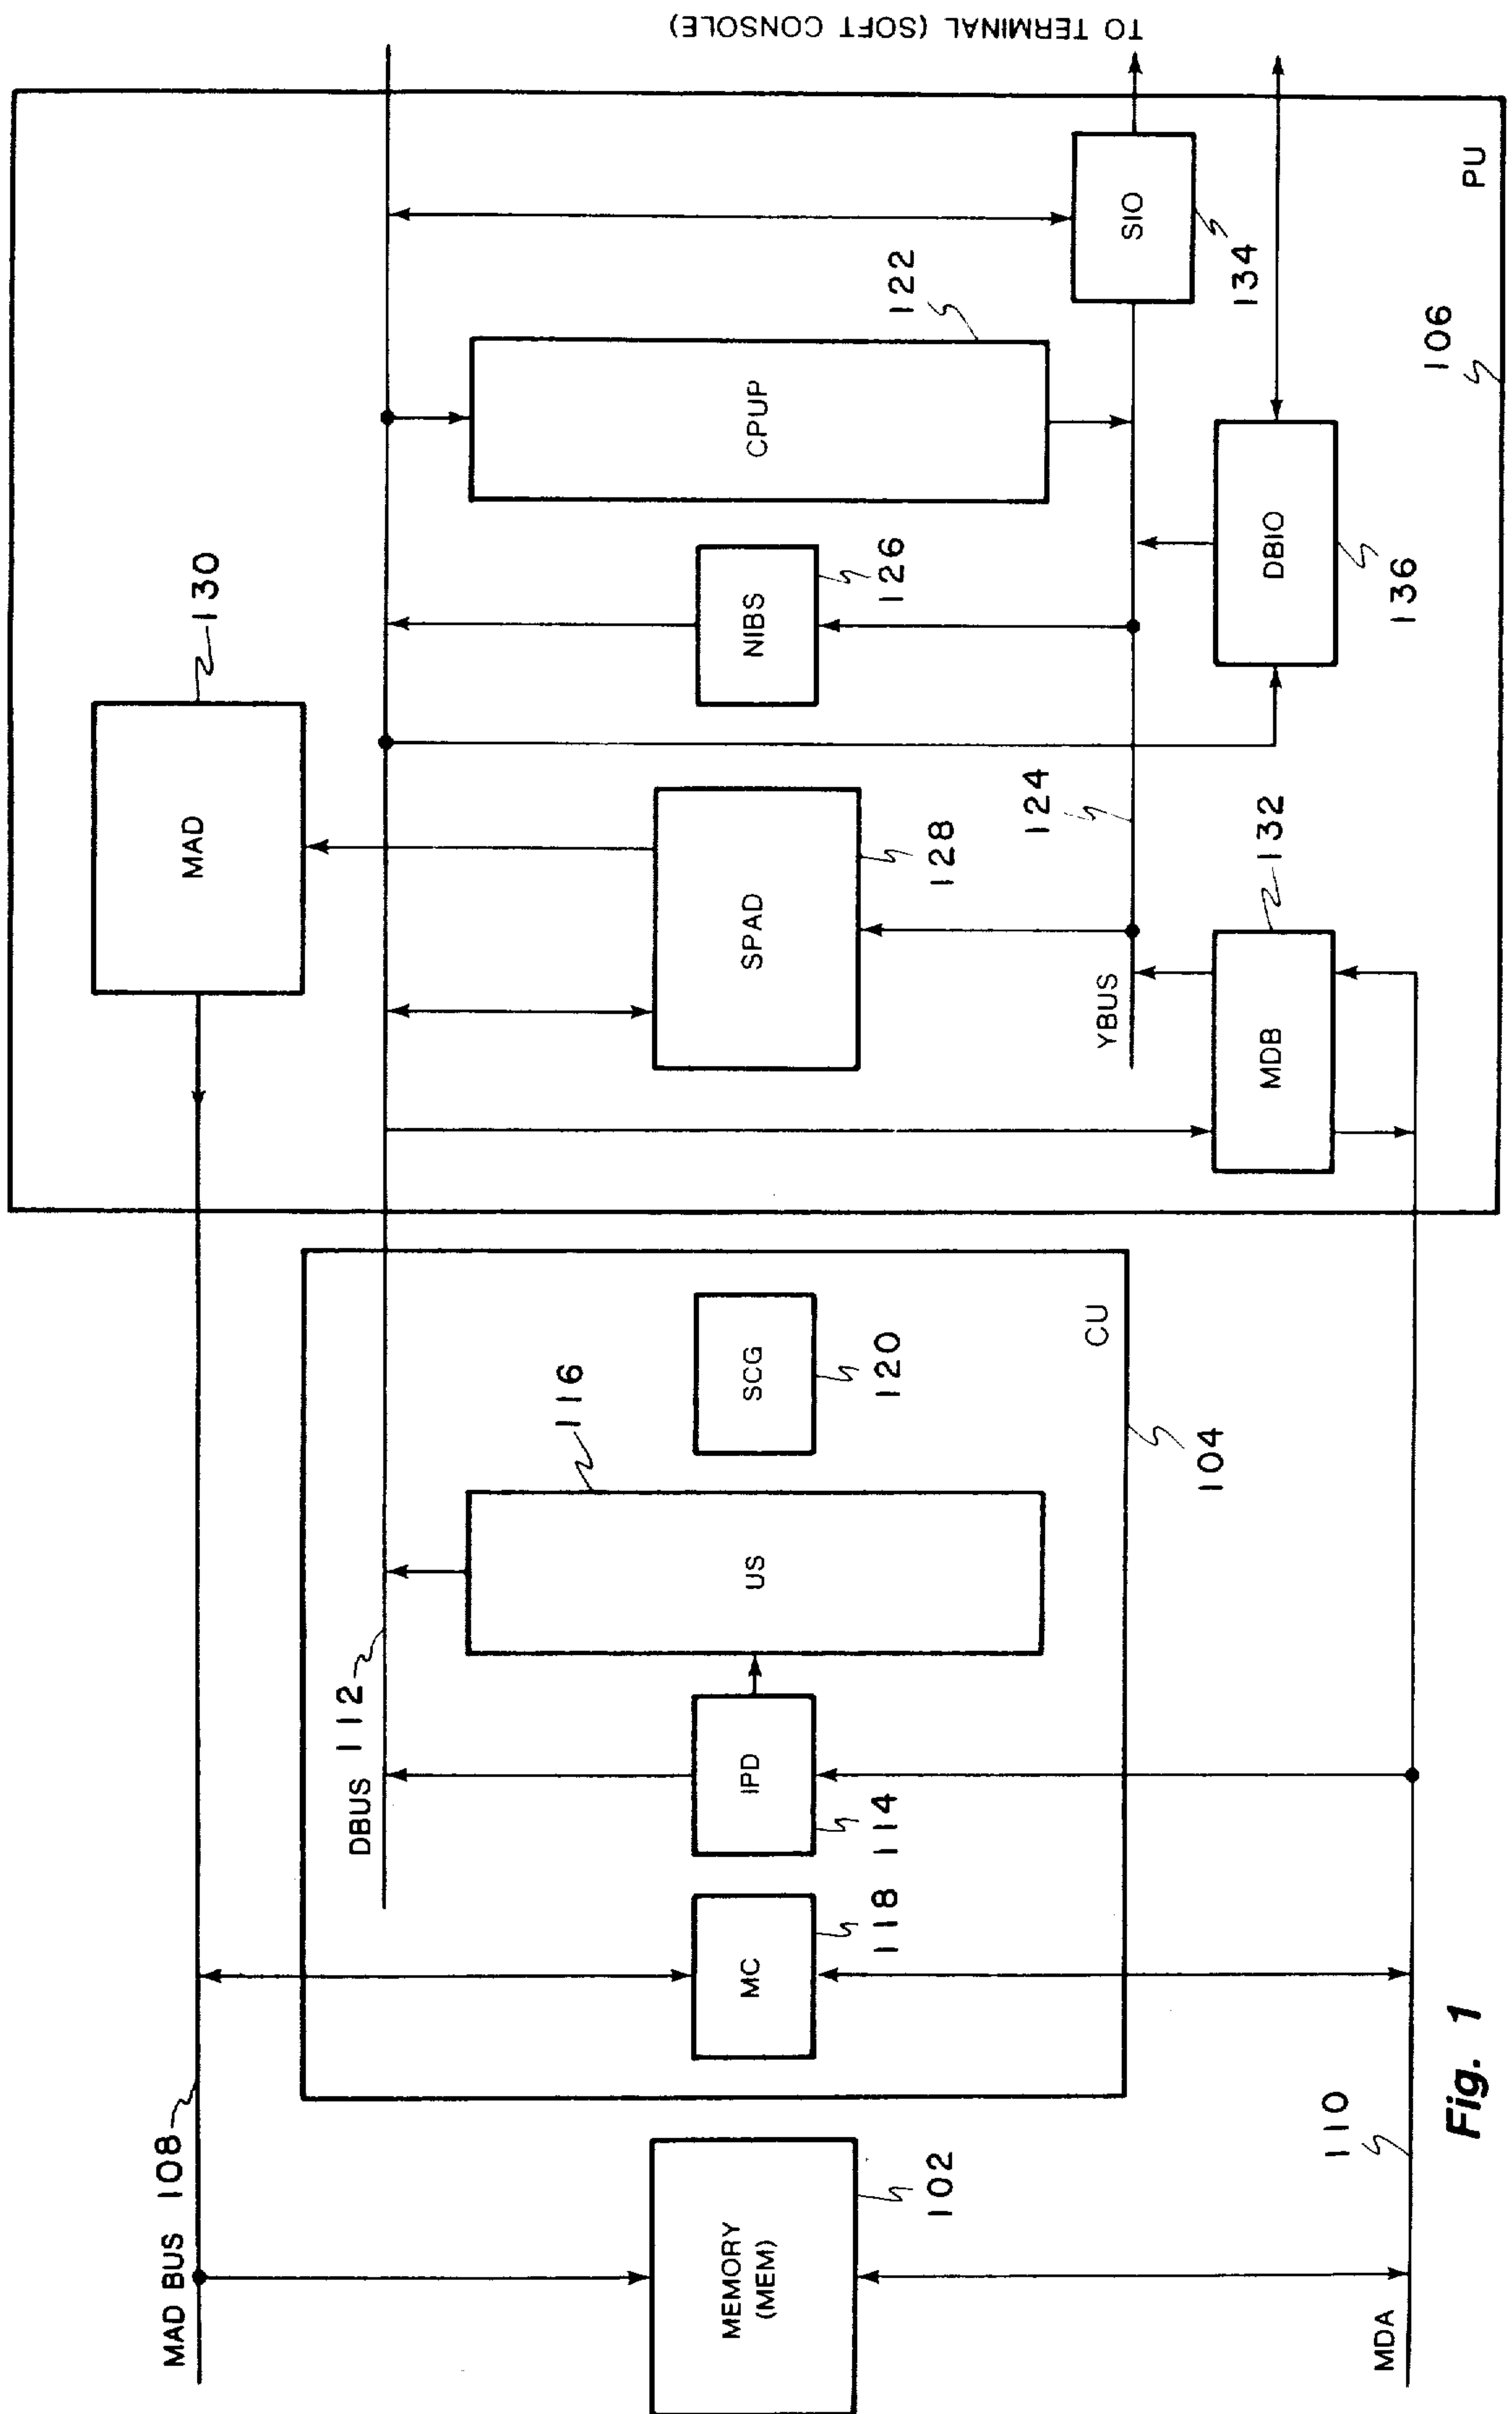 MAD BUS 108
MEMORY
(MEM)
102
MDA
110
DBUS 112
MC
118
IPD
114
US
116
SCG
120
CU
104
MAD
130
SPAD
128
YBUS
124
MDB
132
NIBS
126
CPUP
122
DBIO
136
SIO
134
PU
106
TO TERMINAL (SOFT CONSOLE)
Fig. 1